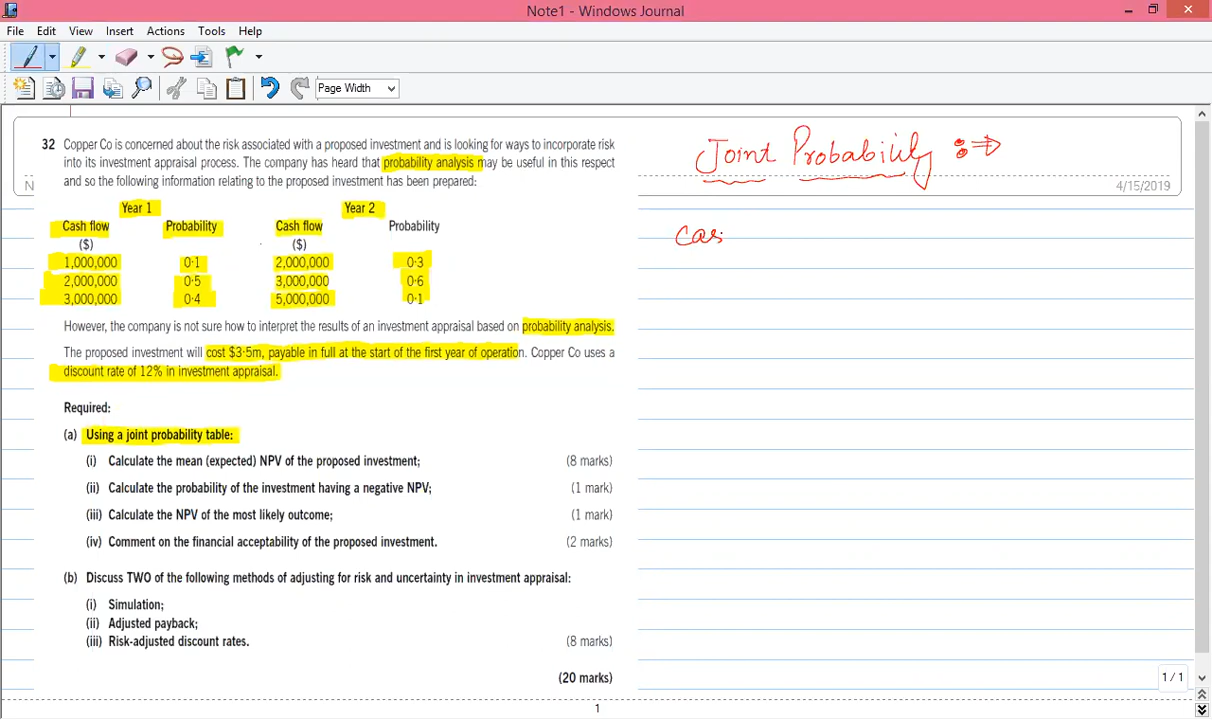 Note1 - Windows Journal
File Edit View Insert Actions Tools Help
Page Width
32 Copper Co is concerned about the risk associated with a proposed investment and is looking for ways to incorporate risk
into its investment appraisal process. The company has heard that probability analysis may be useful in this respect
and so the following information relating to the proposed investment has been prepared:
Year 1 Year 2
Cash flow Probability Cash flow Probability
($) ($)
1,000,000 0·1 2,000,000 0·3
2,000,000 0·5 3,000,000 0·6
3,000,000 0·4 5,000,000 0·1
However, the company is not sure how to interpret the results of an investment appraisal based on probability analysis.
The proposed investment will cost $3·5m, payable in full at the start of the first year of operation. Copper Co uses a
discount rate of 12% in investment appraisal.
Required:
(a) Using a joint probability table:
(i) Calculate the mean (expected) NPV of the proposed investment; (8 marks)
(ii) Calculate the probability of the investment having a negative NPV; (1 mark)
(iii) Calculate the NPV of the most likely outcome; (1 mark)
(iv) Comment on the financial acceptability of the proposed investment. (2 marks)
(b) Discuss TWO of the following methods of adjusting for risk and uncertainty in investment appraisal:
(i) Simulation;
(ii) Adjusted payback;
(iii) Risk-adjusted discount rates. (8 marks)
(20 marks)
1
Joint Probability :⇒
4/15/2019
cas
1 / 1